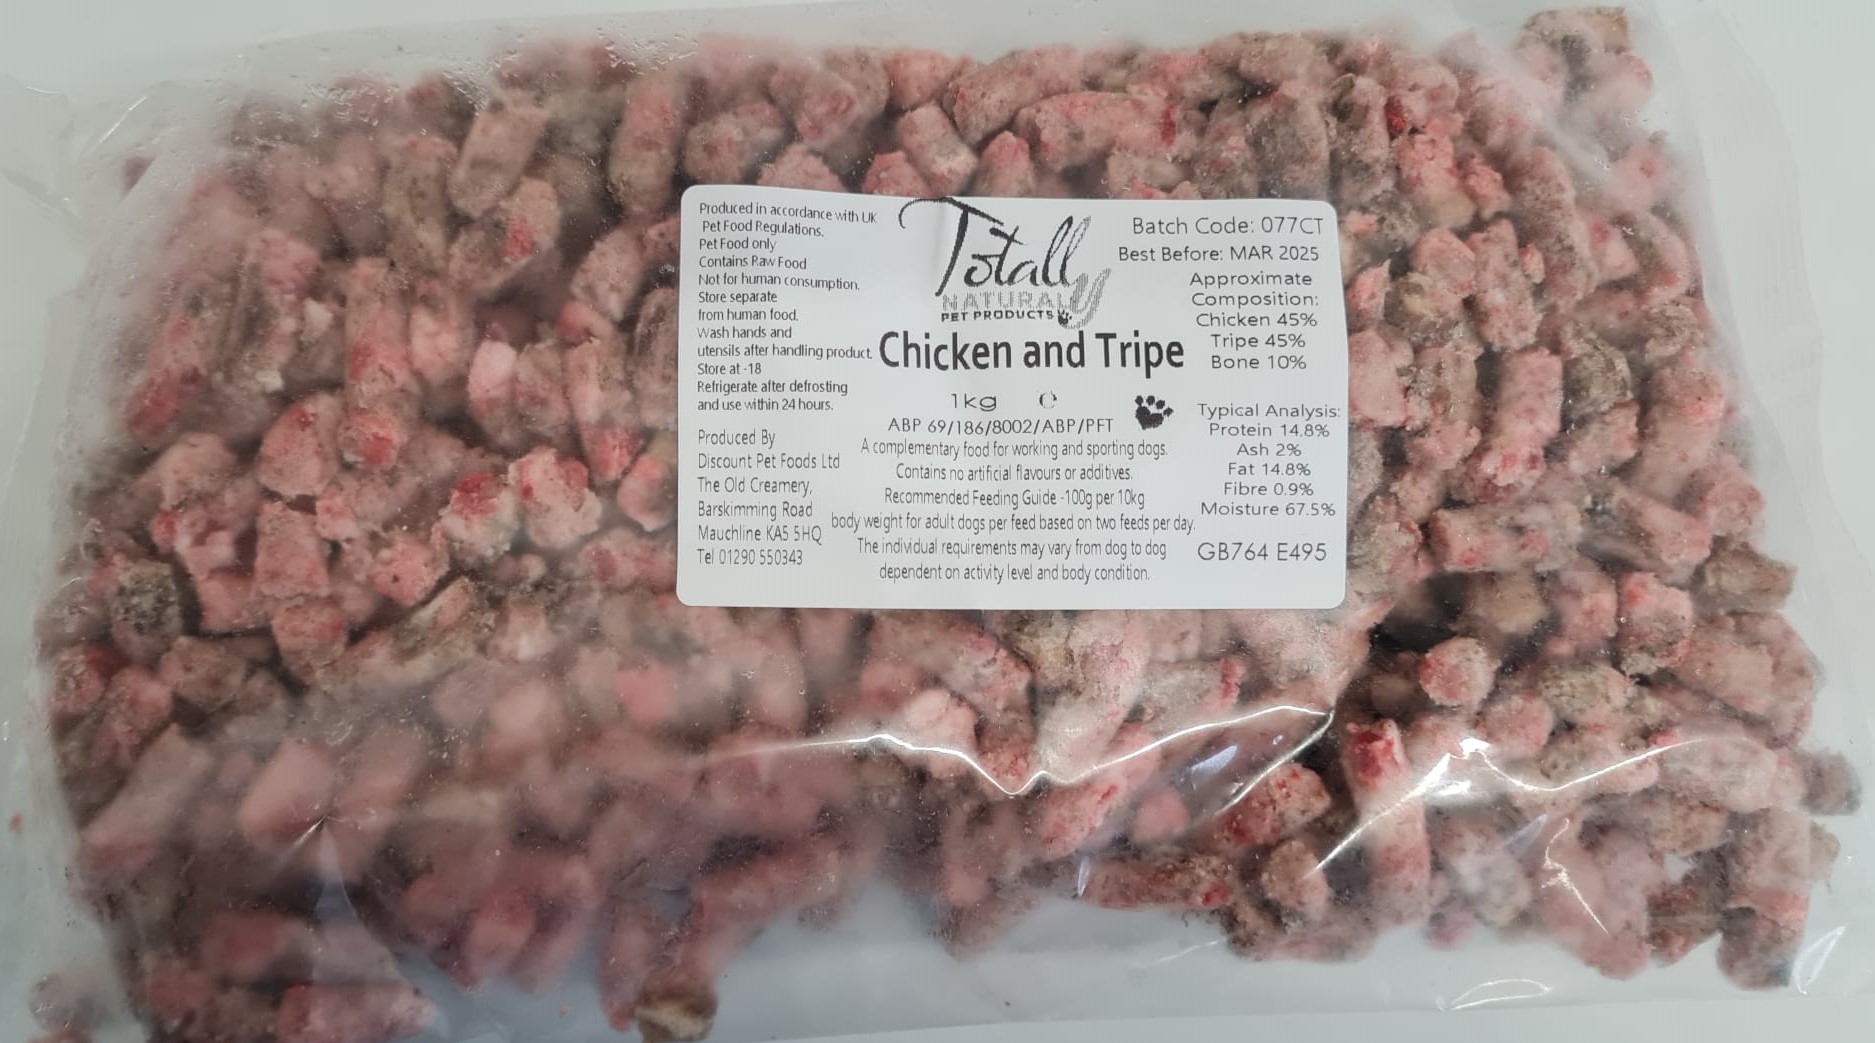 Produced in accordance with UK
Pet Food Regulations.
Pet Food only
Contains Raw Food
Not for human consumption.
Store separate
from human food.
Wash hands and
utensils after handling product.
Store at -18
Refrigerate after defrosting
and use within 24 hours.
Produced By
Discount Pet Foods Ltd
The Old Creamery,
Barskimming Road
Mauchline KA5 5HQ
Tel 01290 550343
Totally
NATURAL
PET PRODUCTS
Chicken and Tripe
1kg ℮
ABP 69/186/8002/ABP/PFT
A complementary food for working and sporting dogs.
Contains no artificial flavours or additives.
Recommended Feeding Guide -100g per 10kg
body weight for adult dogs per feed based on two feeds per day.
The individual requirements may vary from dog to dog
dependent on activity level and body condition.
Batch Code: 077CT
Best Before: MAR 2025
Approximate
Composition:
Chicken 45%
Tripe 45%
Bone 10%
Typical Analysis:
Protein 14.8%
Ash 2%
Fat 14.8%
Fibre 0.9%
Moisture 67.5%
GB764 E495